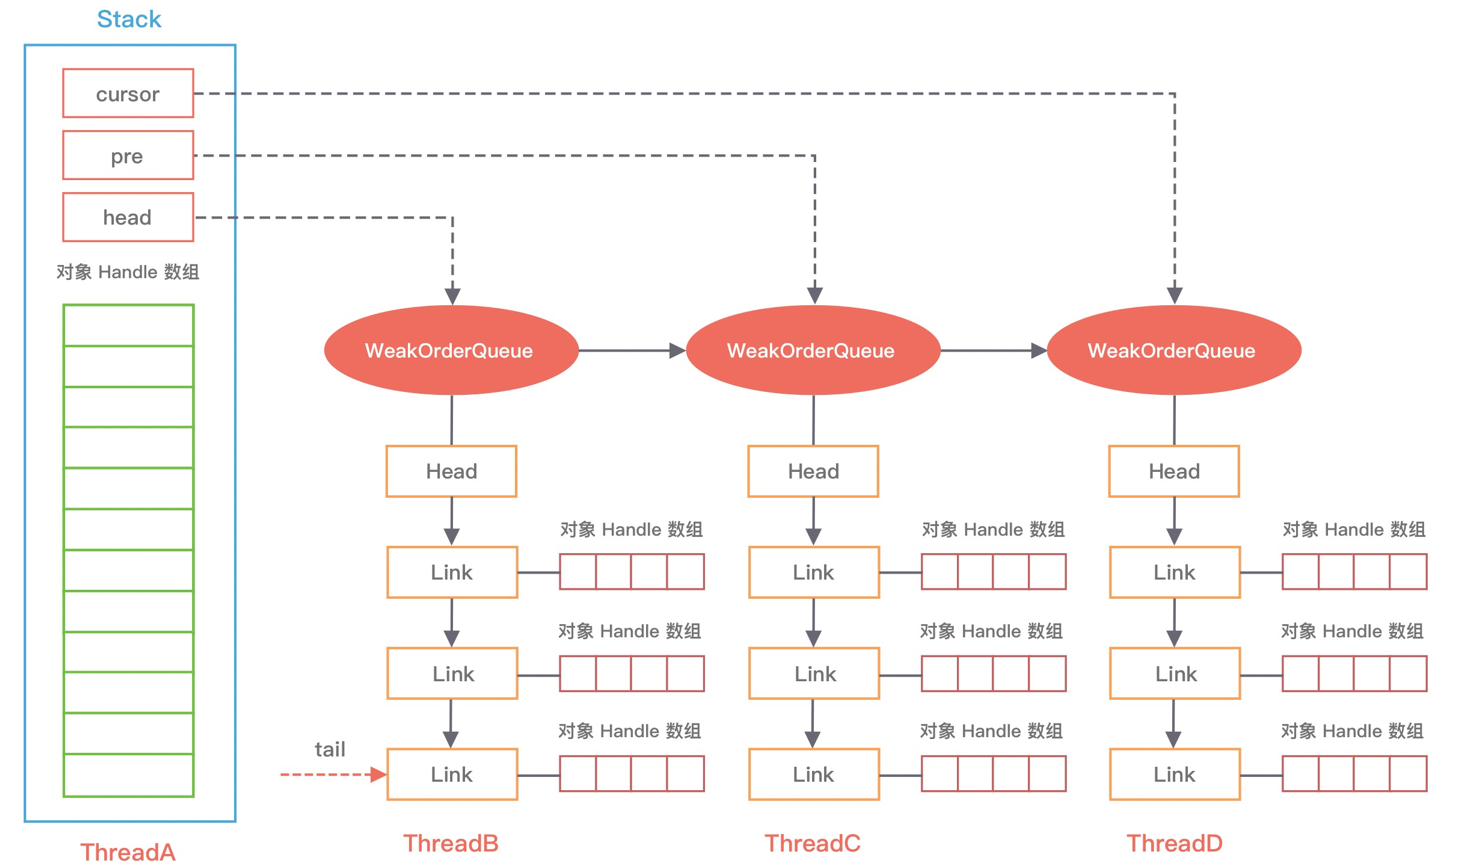 Stack
cursor
pre
head
对象 Handle 数组
WeakOrderQueue
WeakOrderQueue
WeakOrderQueue
Head
Head
Head
对象 Handle 数组
对象 Handle 数组
对象 Handle 数组
Link
Link
Link
对象 Handle 数组
对象 Handle 数组
对象 Handle 数组
Link
Link
Link
对象 Handle 数组
对象 Handle 数组
对象 Handle 数组
tail
Link
Link
Link
ThreadA
ThreadB
ThreadC
ThreadD